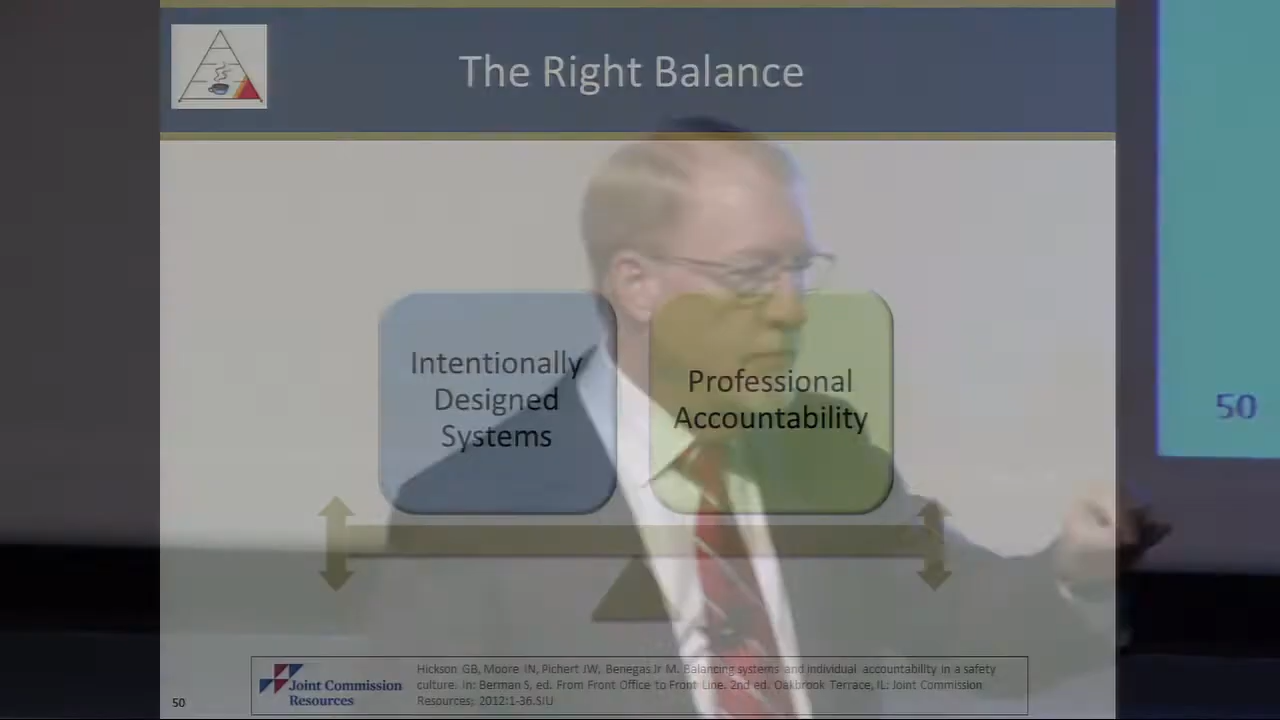 The Right Balance
Intentionally
Designed
Systems
Professional
Accountability
Joint Commission
Resources
Hickson GB, Moore IN, Pichert JW, Benegas Jr M. Balancing systems and individual accountability in a safety
culture. In: Berman S, ed. From Front Office to Front Line. 2nd ed. Oakbrook Terrace, IL: Joint Commission
Resources; 2012:1-36.SIU
50
50